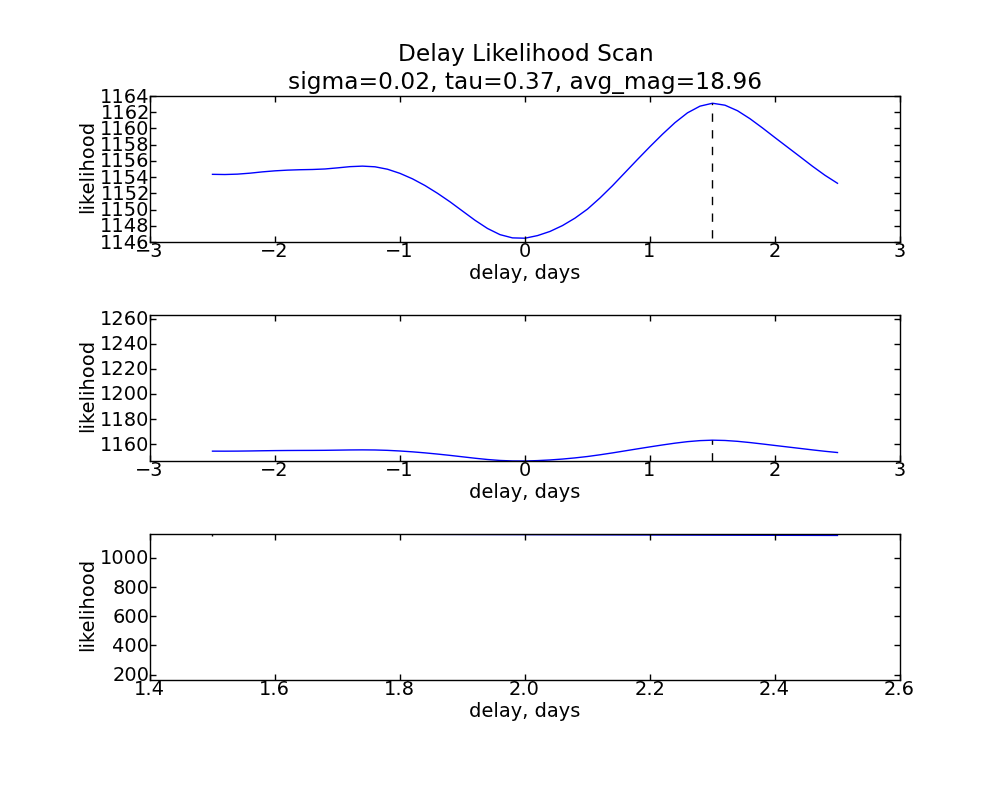 Delay Likelihood Scan
sigma=0.02, tau=0.37, avg_mag=18.96
1164
1162
1160
1158
1156
1154
1152
1150
1148
1146
likelihood
−3 −2 −1 0 1 2 3
delay, days
1260
1240
1220
1200
1180
1160
likelihood
−3 −2 −1 0 1 2 3
delay, days
1000
800
600
400
200
likelihood
1.4 1.6 1.8 2.0 2.2 2.4 2.6
delay, days